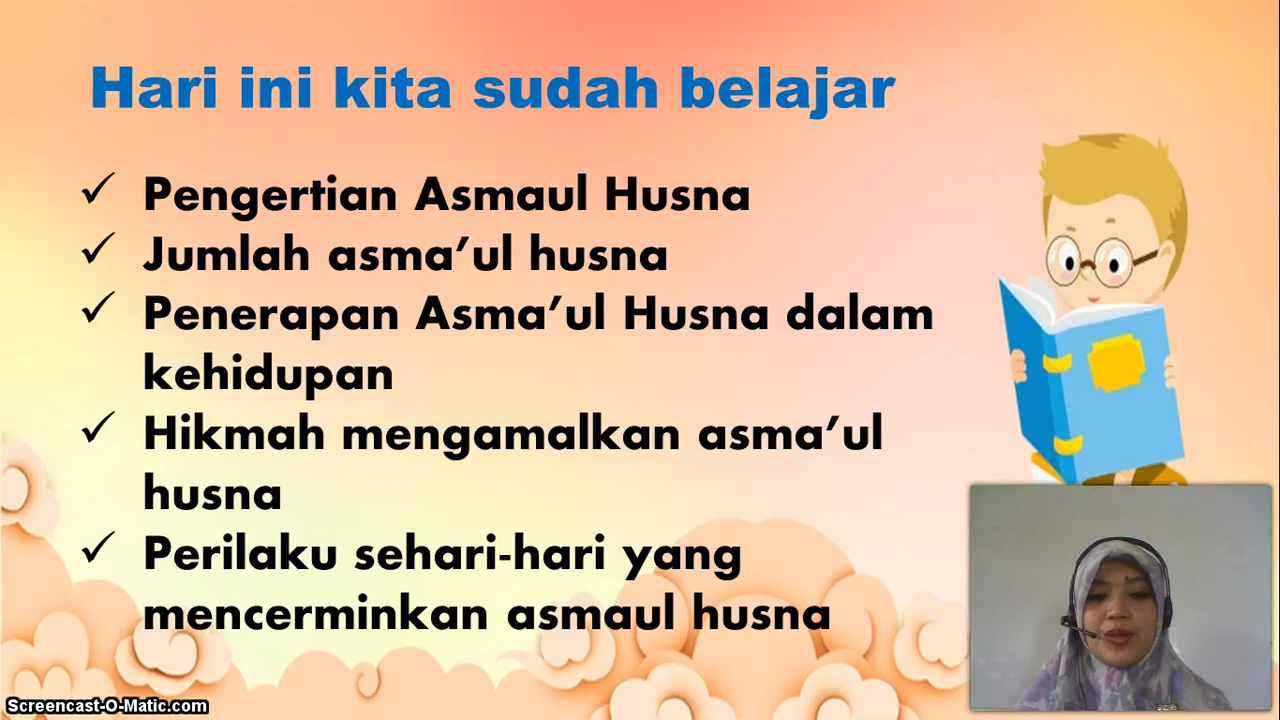 Hari ini kita sudah belajar
✓ Pengertian Asmaul Husna
✓ Jumlah asma’ul husna
✓ Penerapan Asma’ul Husna dalam
kehidupan
✓ Hikmah mengamalkan asma’ul
husna
✓ Perilaku sehari-hari yang
mencerminkan asmaul husna
Screencast-O-Matic.com